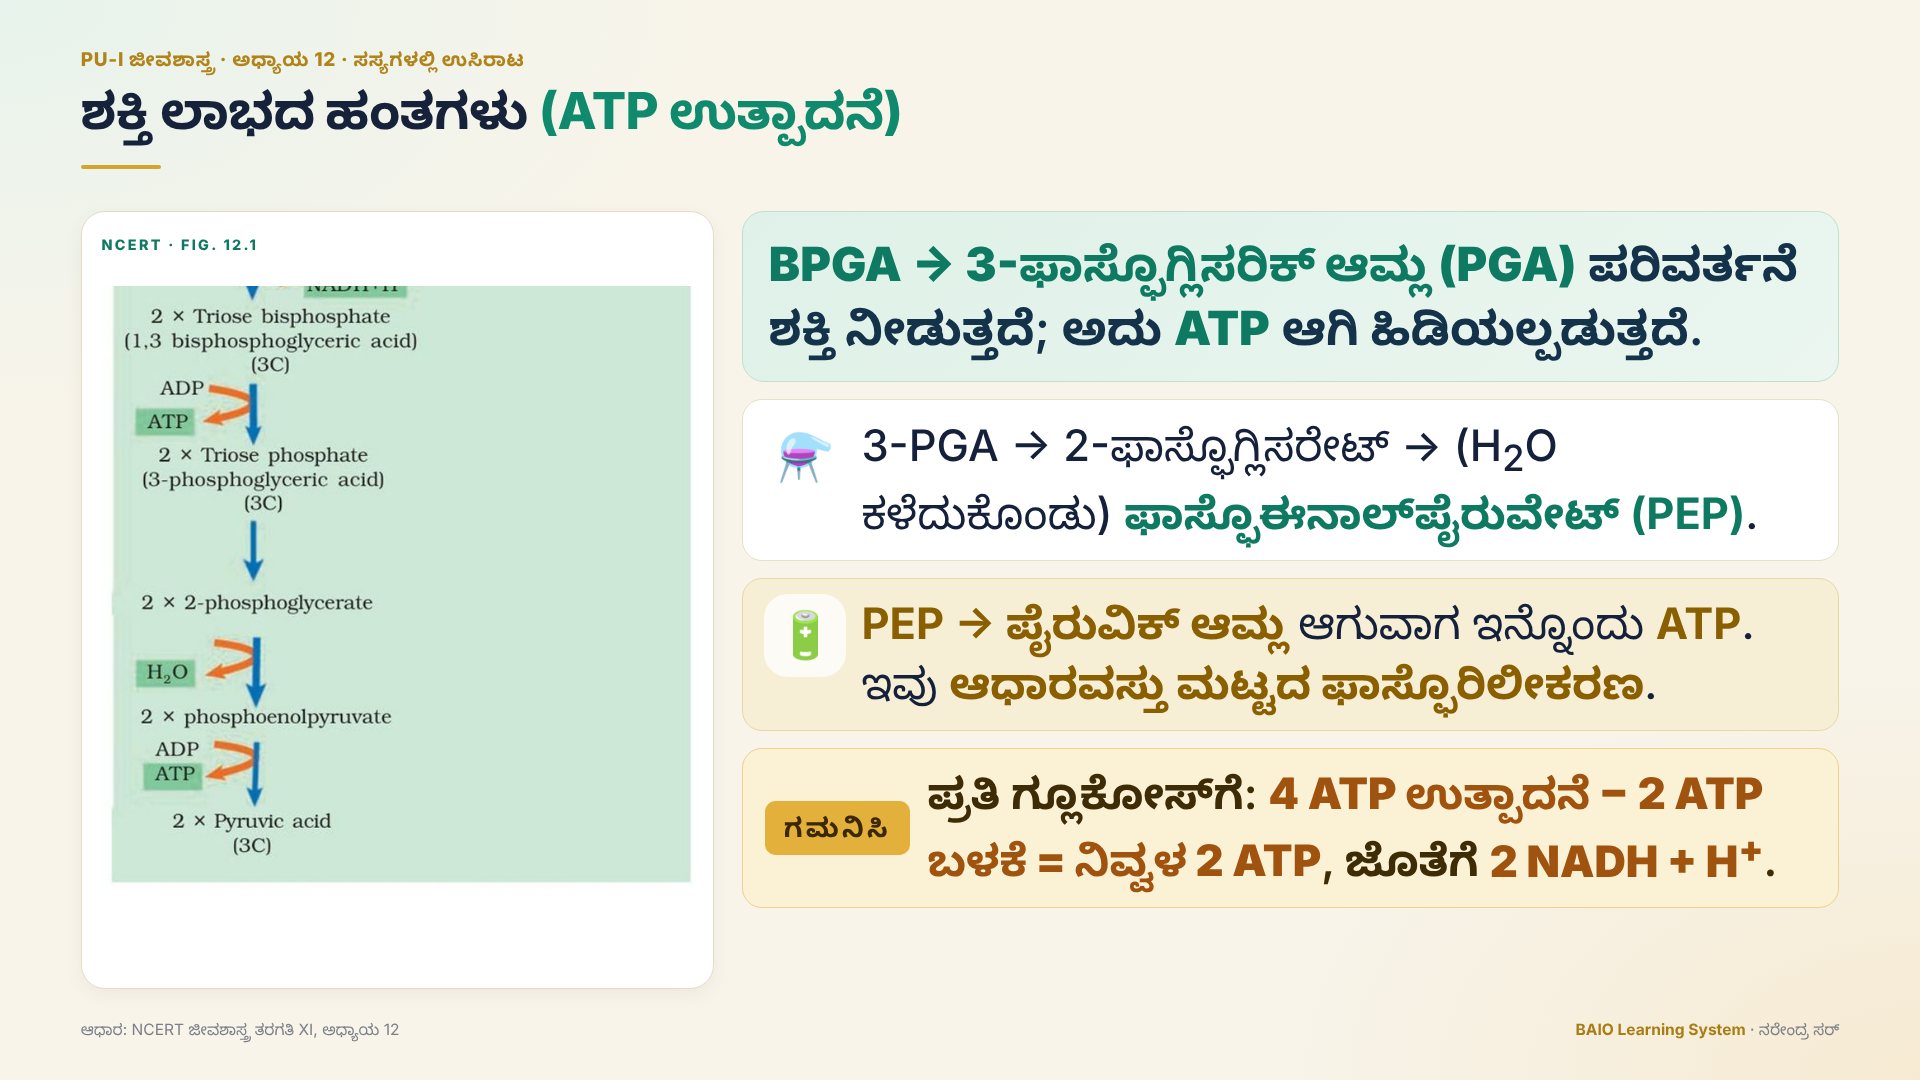 PU-I ಜೀವಶಾಸ್ತ್ರ · ಅಧ್ಯಾಯ 12 · ಸಸ್ಯಗಳಲ್ಲಿ ಉಸಿರಾಟ
ಶಕ್ತಿ ಲಾಭದ ಹಂತಗಳು (ATP ಉತ್ಪಾದನೆ)
NCERT · FIG. 12.1
NADH+H
2 × Triose bisphosphate
(1,3 bisphosphoglyceric acid)
(3C)
ADP
ATP
2 × Triose phosphate
(3-phosphoglyceric acid)
(3C)
2 × 2-phosphoglycerate
H₂O
2 × phosphoenolpyruvate
ADP
ATP
2 × Pyruvic acid
(3C)
BPGA → 3-ಫಾಸ್ಫೊಗ್ಲಿಸರಿಕ್ ಆಮ್ಲ (PGA) ಪರಿವರ್ತನೆ
ಶಕ್ತಿ ನೀಡುತ್ತದೆ; ಅದು ATP ಆಗಿ ಹಿಡಿಯಲ್ಪಡುತ್ತದೆ.
3-PGA → 2-ಫಾಸ್ಫೊಗ್ಲಿಸರೇಟ್ → (H₂O
ಕಳೆದುಕೊಂಡು) ಫಾಸ್ಫೊಈನಾಲ್‌ಪೈರುವೇಟ್ (PEP).
PEP → ಪೈರುವಿಕ್ ಆಮ್ಲ ಆಗುವಾಗ ಇನ್ನೊಂದು ATP.
ಇವು ಆಧಾರವಸ್ತು ಮಟ್ಟದ ಫಾಸ್ಫೊರಿಲೀಕರಣ.
ಗಮನಿಸಿ
ಪ್ರತಿ ಗ್ಲೂಕೋಸ್‌ಗೆ: 4 ATP ಉತ್ಪಾದನೆ − 2 ATP
ಬಳಕೆ = ನಿವ್ವಳ 2 ATP, ಜೊತೆಗೆ 2 NADH + H⁺.
ಆಧಾರ: NCERT ಜೀವಶಾಸ್ತ್ರ ತರಗತಿ XI, ಅಧ್ಯಾಯ 12
BAIO Learning System · ನರೇಂದ್ರ ಸರ್